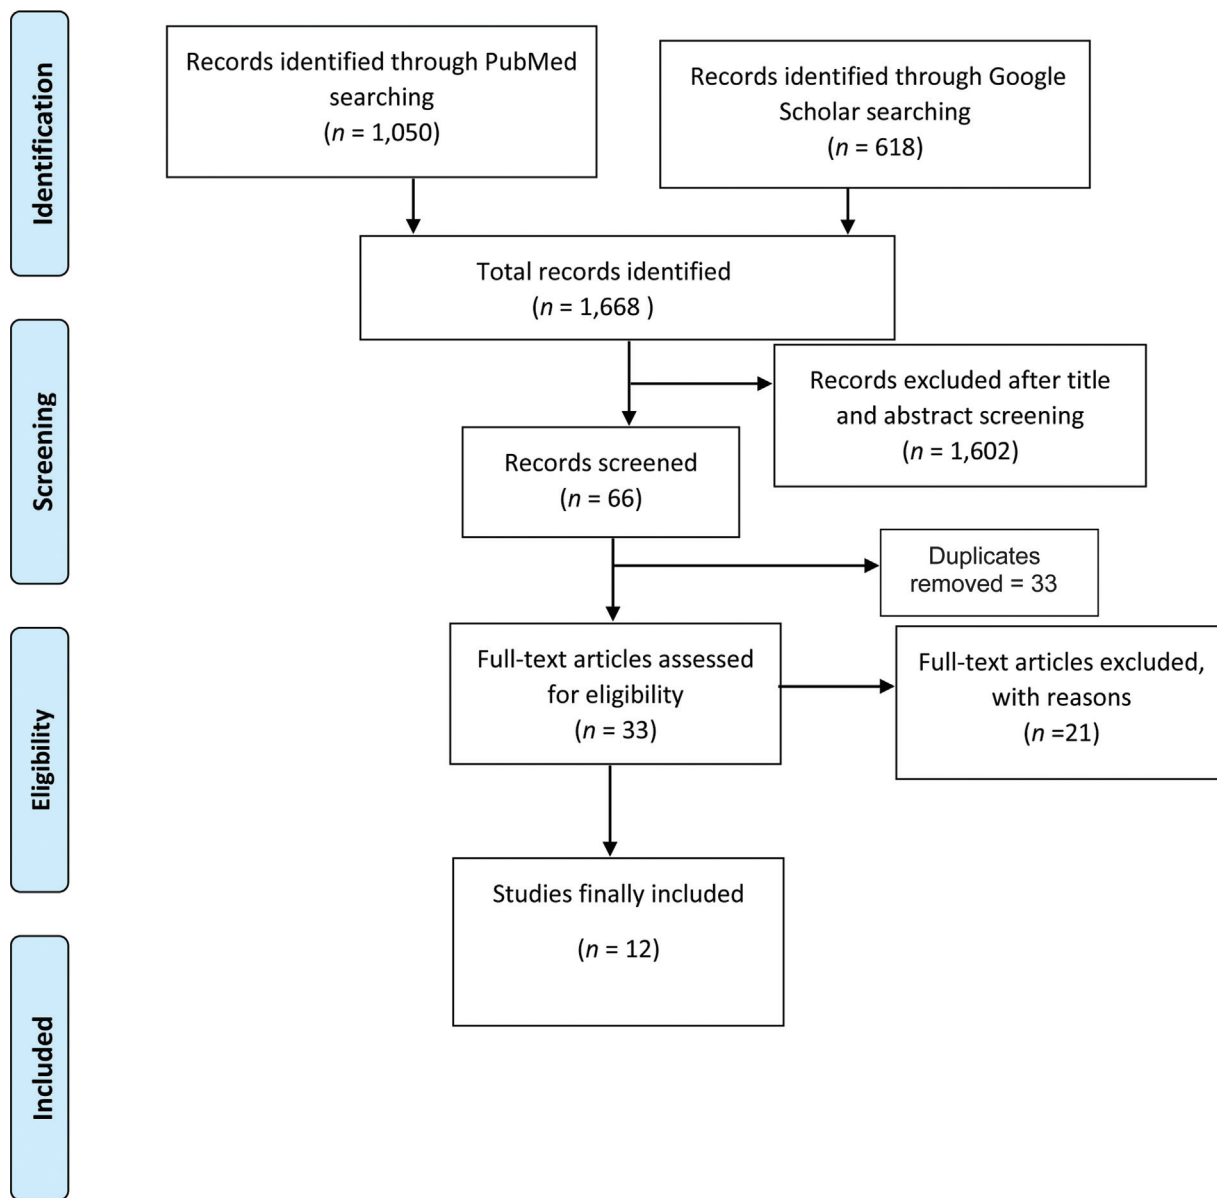 Identification
Records identified through PubMed
searching
(n = 1,050)
Records identified through Google
Scholar searching
(n = 618)
Total records identified
(n = 1,668 )
Screening
Records excluded after title
and abstract screening
(n = 1,602)
Records screened
(n = 66)
Duplicates
removed = 33
Eligibility
Full-text articles assessed
for eligibility
(n = 33)
Full-text articles excluded,
with reasons
(n =21)
Studies finally included
(n = 12)
Included